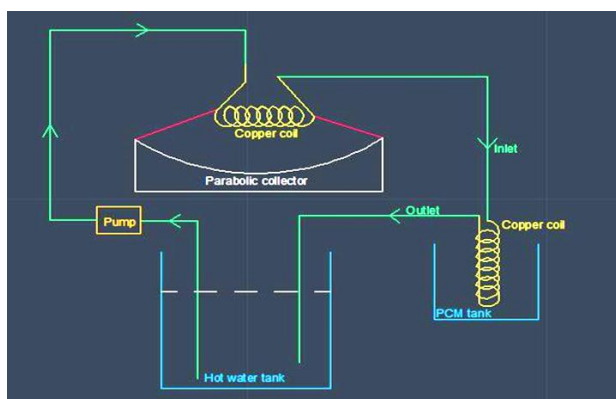 Copper coil
Inlet
Parabolic collector
Pump
Outlet
Copper coil
PCM tank
Hot water tank